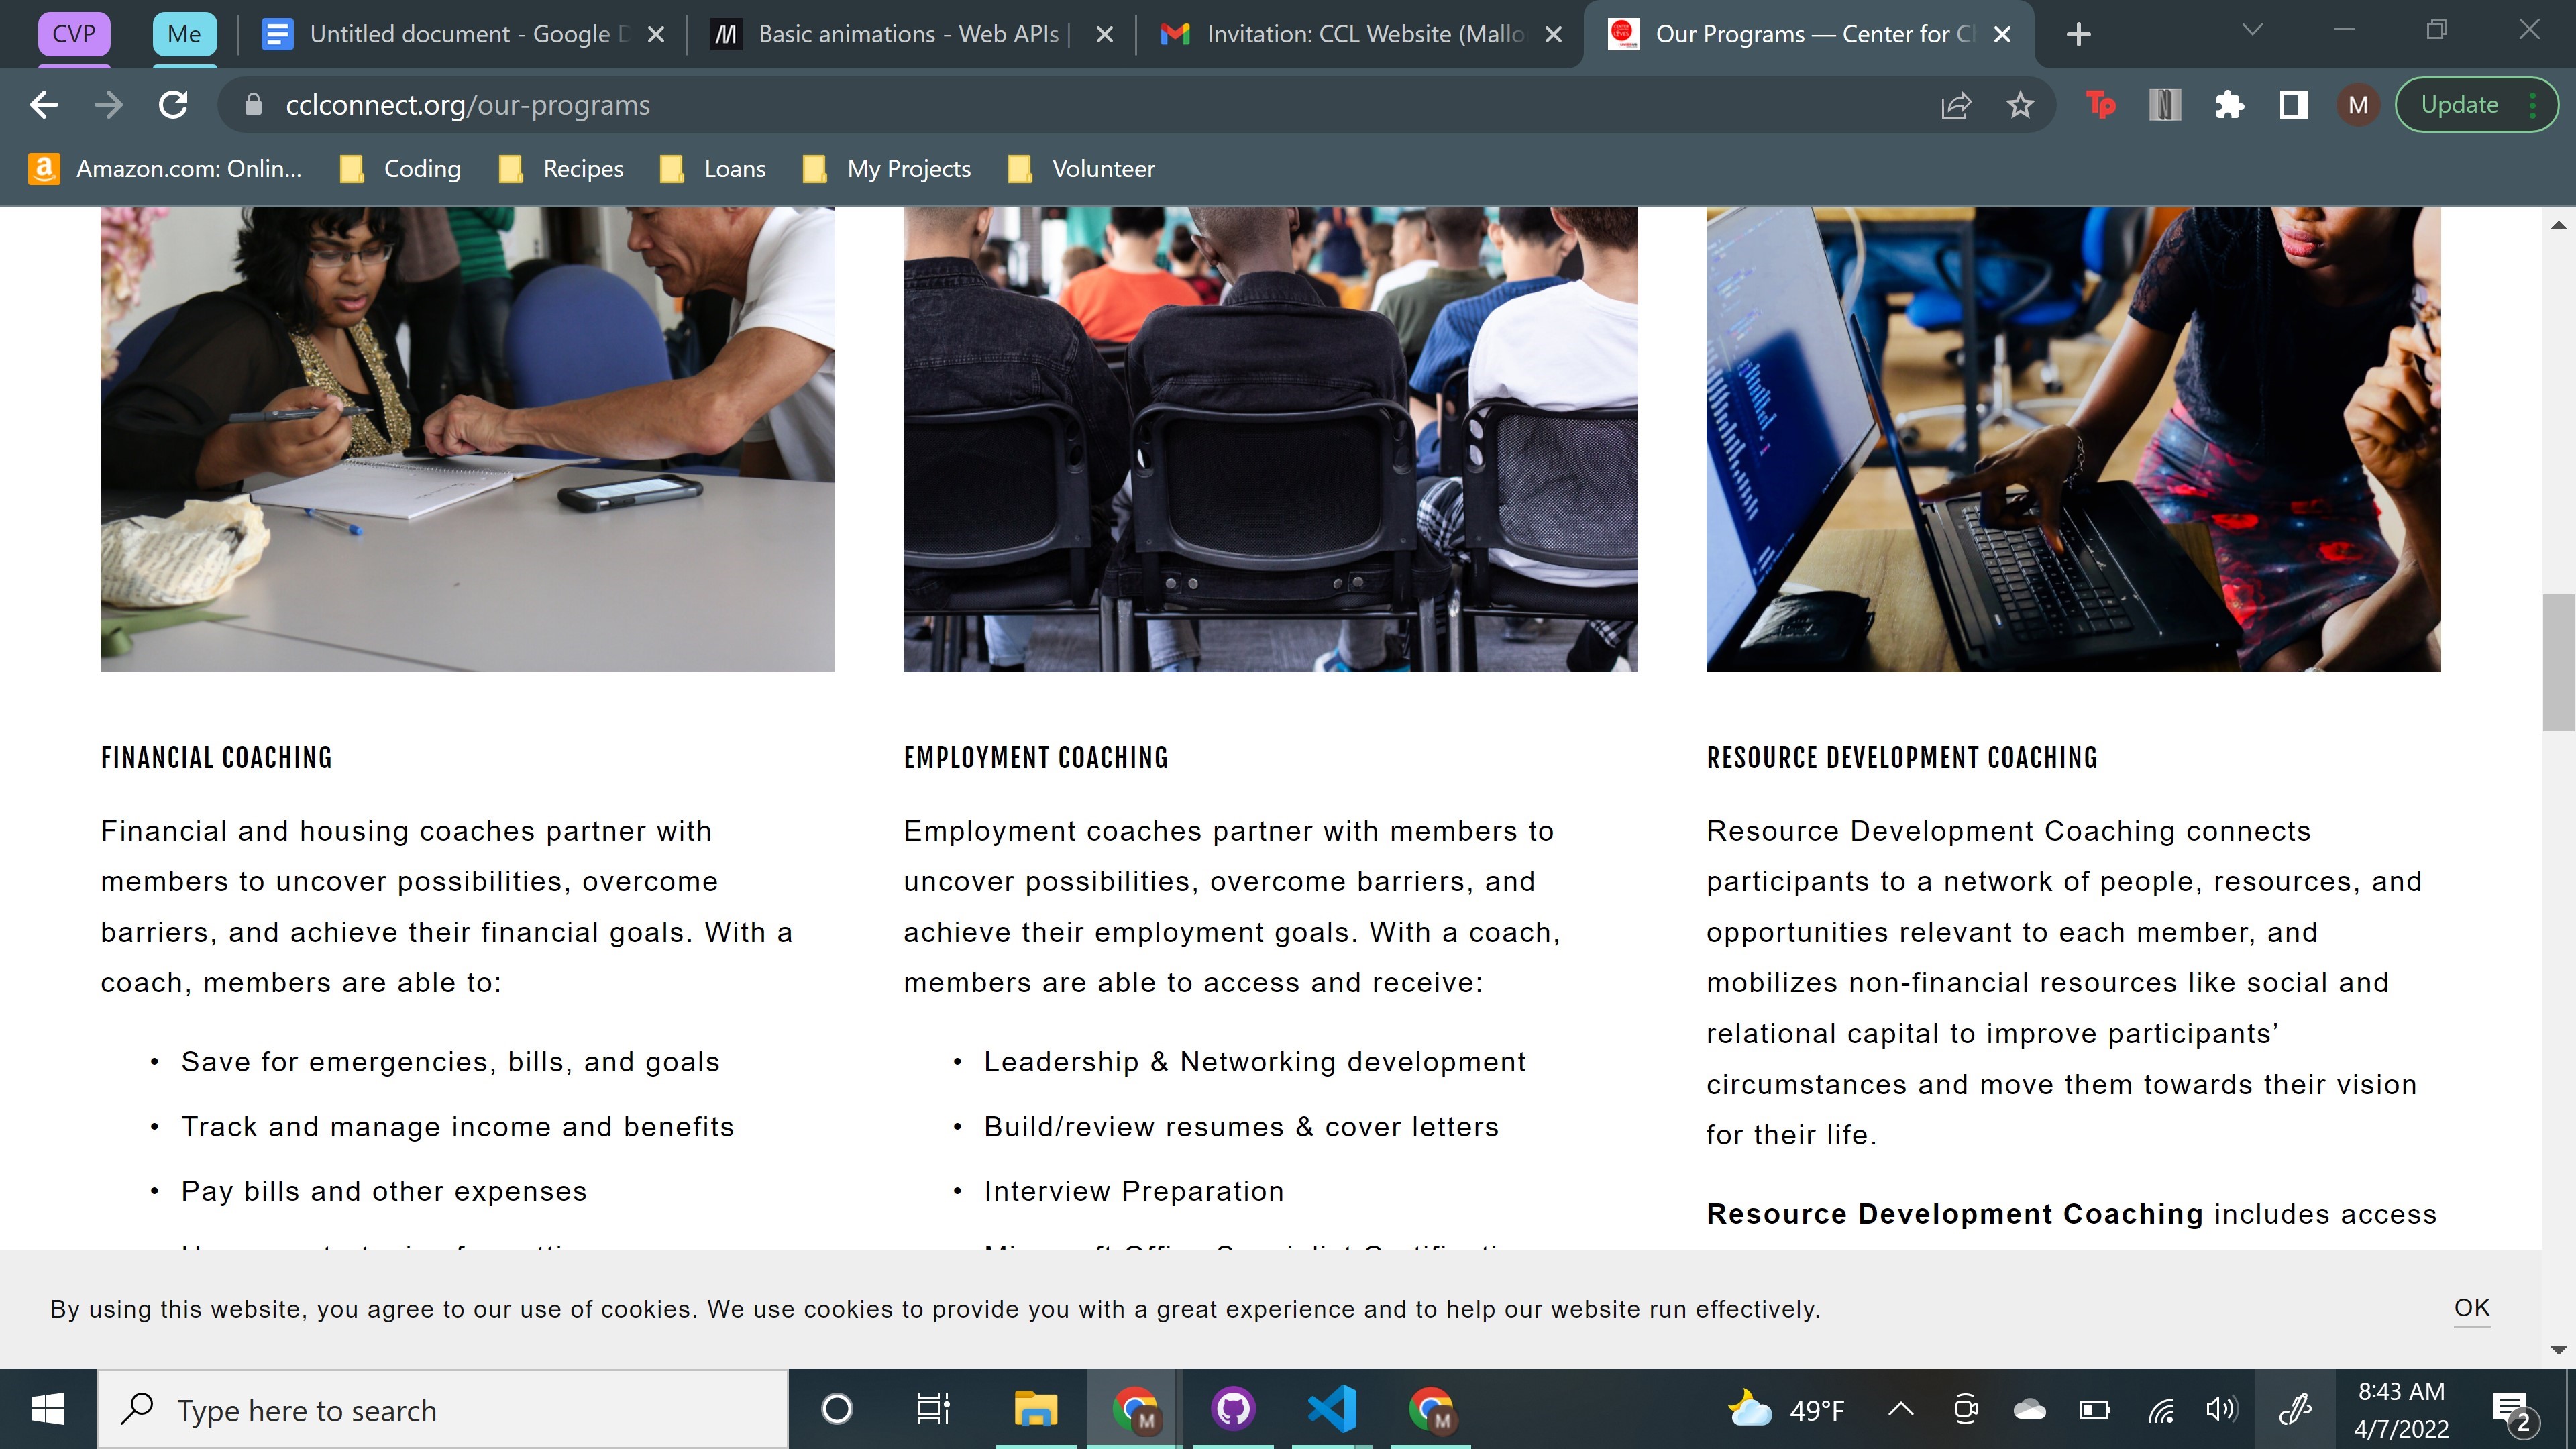 CVP
Me
Untitled document - Google D
Basic animations - Web APIs |
Invitation: CCL Website (Mallo
Our Programs — Center for C
cclconnect.org/our-programs
Tp
N
M
Update
Amazon.com: Onlin...
Coding
Recipes
Loans
My Projects
Volunteer
FINANCIAL COACHING
Financial and housing coaches partner with
members to uncover possibilities, overcome
barriers, and achieve their financial goals. With a
coach, members are able to:
• Save for emergencies, bills, and goals
• Track and manage income and benefits
• Pay bills and other expenses
EMPLOYMENT COACHING
Employment coaches partner with members to
uncover possibilities, overcome barriers, and
achieve their employment goals. With a coach,
members are able to access and receive:
• Leadership & Networking development
• Build/review resumes & cover letters
• Interview Preparation
Microsoft Office Specialist
RESOURCE DEVELOPMENT COACHING
Resource Development Coaching connects
participants to a network of people, resources, and
opportunities relevant to each member, and
mobilizes non-financial resources like social and
relational capital to improve participants’
circumstances and move them towards their vision
for their life.
Resource Development Coaching includes access
By using this website, you agree to our use of cookies. We use cookies to provide you with a great experience and to help our website run effectively.
OK
Type here to search
M
M
49°F
8:43 AM
4/7/2022
2